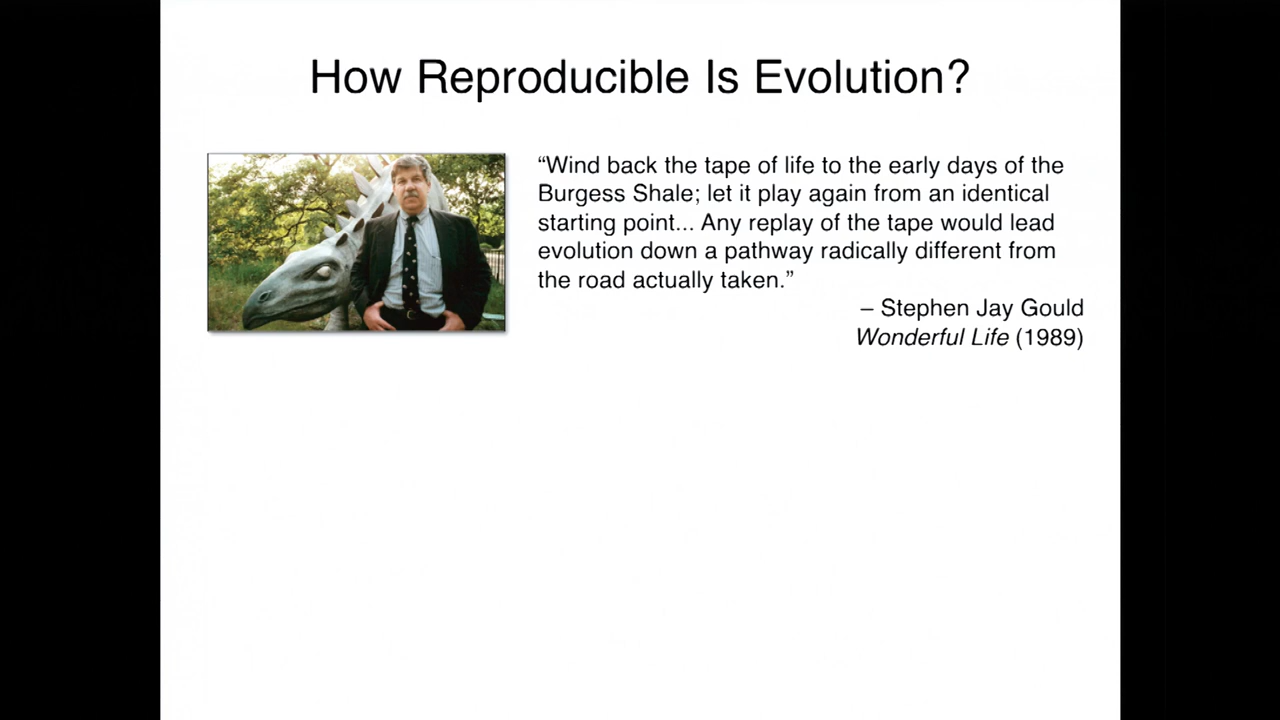 How Reproducible Is Evolution?
“Wind back the tape of life to the early days of the
Burgess Shale; let it play again from an identical
starting point... Any replay of the tape would lead
evolution down a pathway radically different from
the road actually taken.”
– Stephen Jay Gould
Wonderful Life (1989)